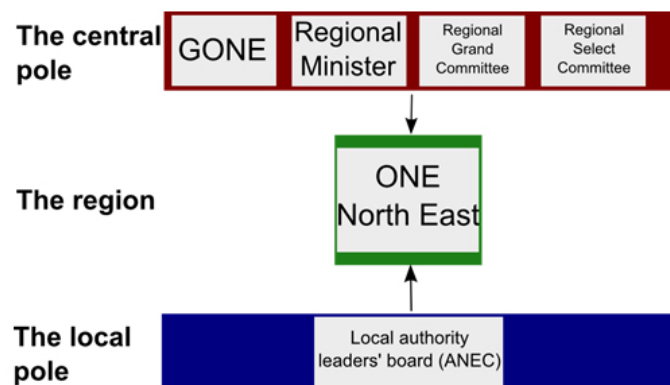 The central
pole
GONE
Regional
Minister
Regional
Grand
Committee
Regional
Select
Committee
The region
ONE
North East
The local
pole
Local authority
leaders' board (ANEC)